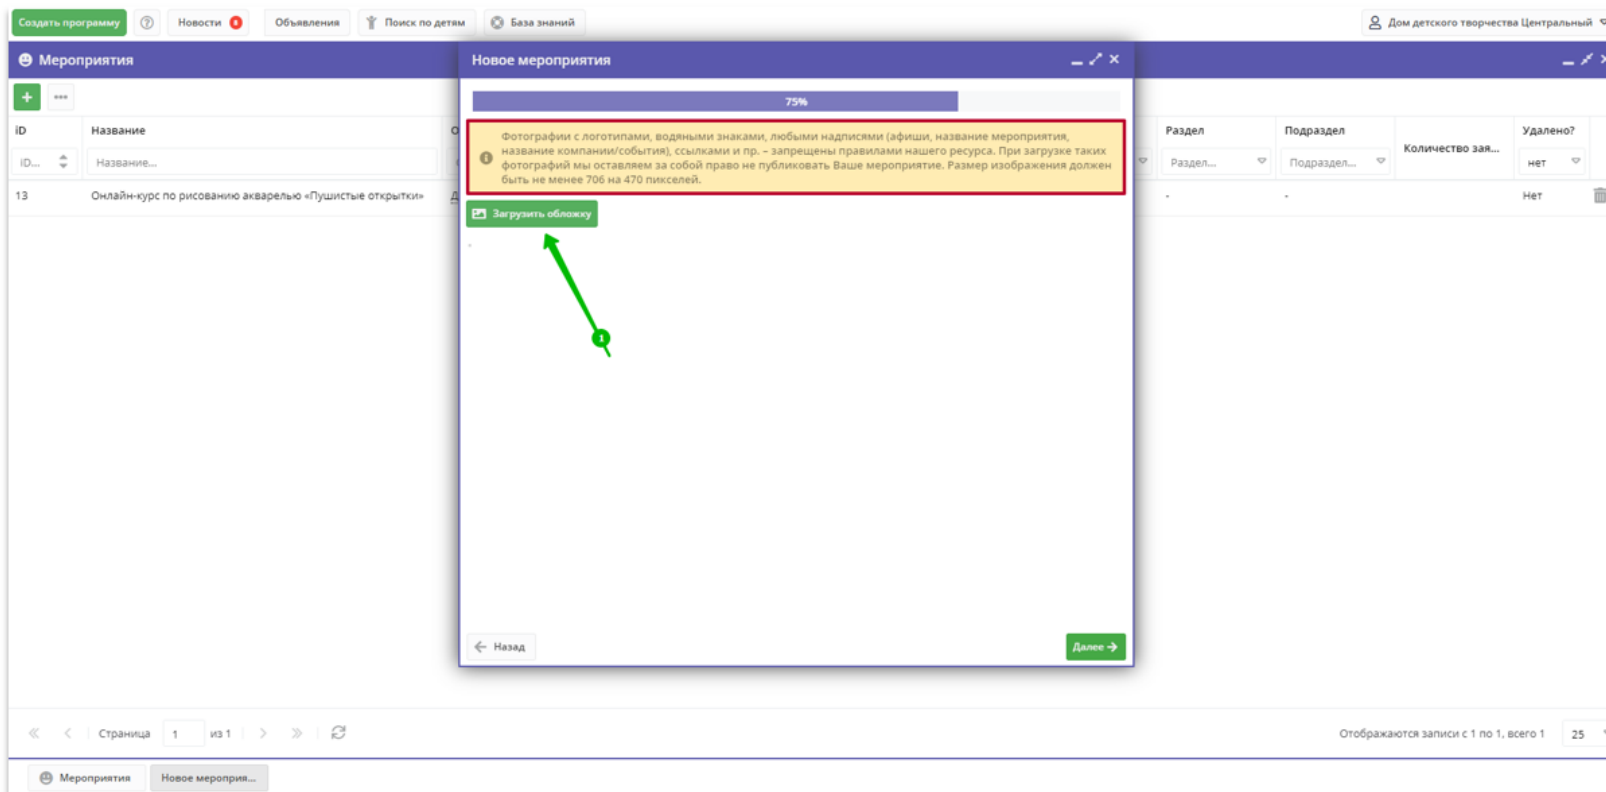 Создать программу
Новости 8
Объявления
Поиск по детям
База знаний
Дом детского творчества Центральный
Мероприятия
Новое мероприятия
75%
Фотографии с логотипами, водяными знаками, любыми надписями (афиши, название мероприятия,
название компании/события), ссылками и пр. – запрещены правилами нашего ресурса. При загрузке таких
фотографий мы оставляем за собой право не публиковать Ваше мероприятие. Размер изображения должен
быть не менее 706 на 470 пикселей.
Загрузить обложку
1
iD
Название
Раздел
Подраздел
Количество зая...
Удалено?
ID...
Название...
Раздел...
Подраздел...
нет
13
Онлайн-курс по рисованию акварелью «Пушистые открытки»
-
-
Нет
Назад
Далее
Страница 1 из 1
Отображаются записи с 1 по 1, всего 1
25
Мероприятия
Новое мероприя...